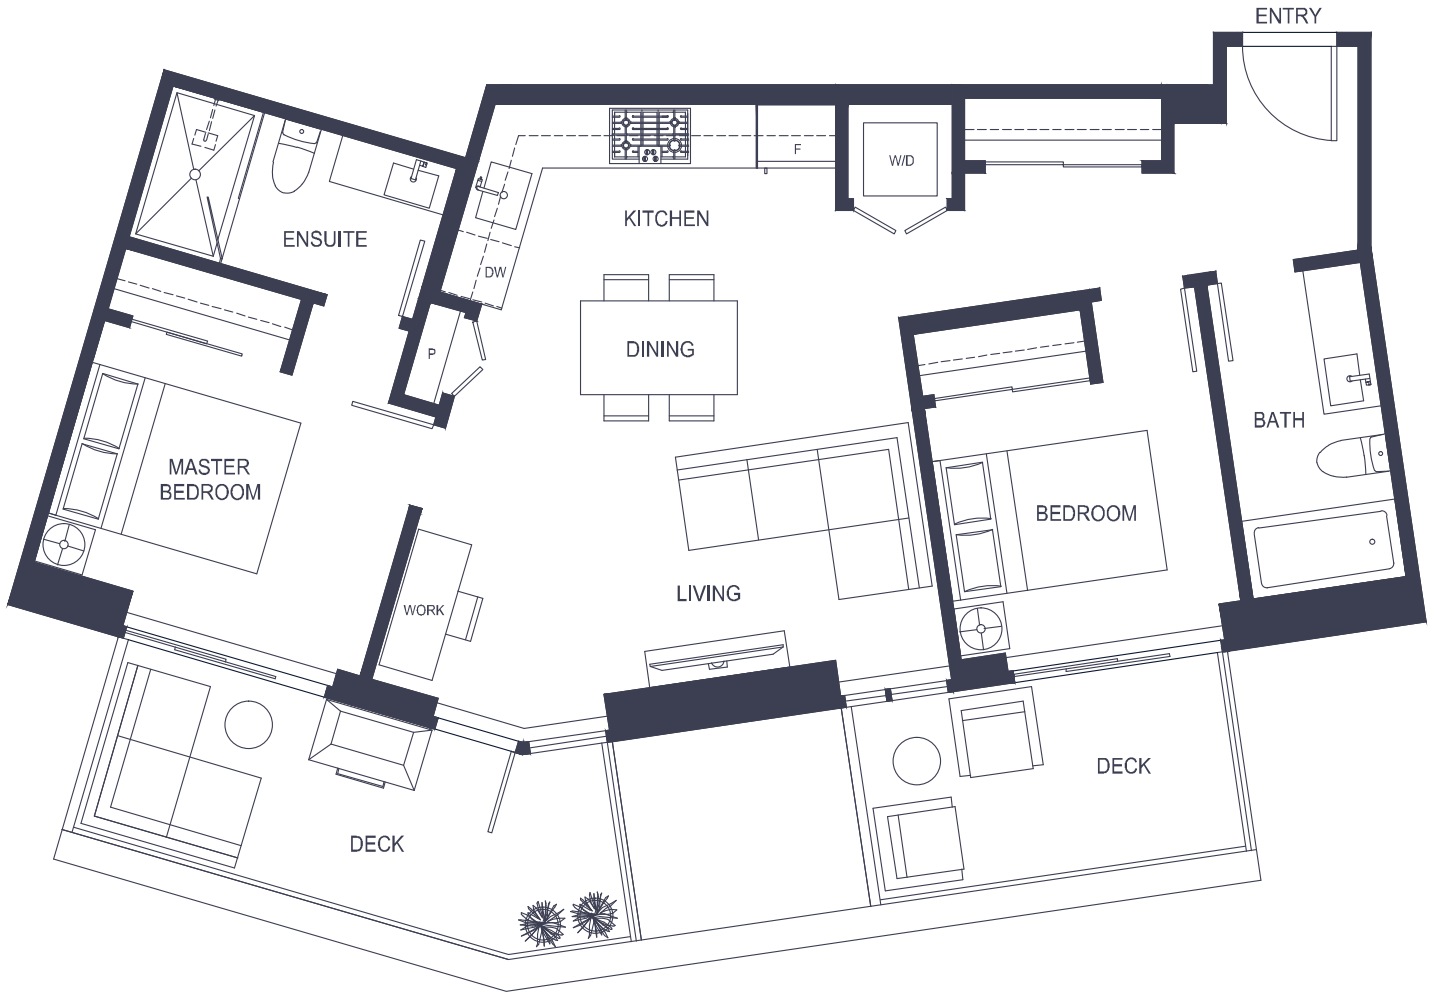 ENTRY
F
W/D
KITCHEN
ENSUITE
DW
DINING
P
BATH
MASTER
BEDROOM
BEDROOM
LIVING
WORK
DECK
DECK